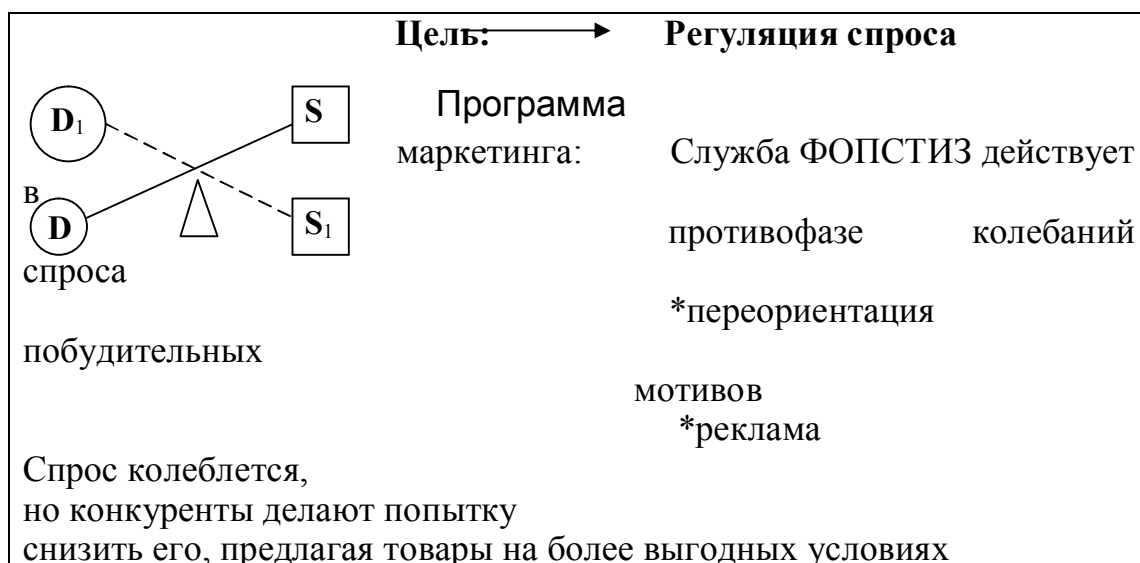 Цель: Регуляция спроса
D1 S Программа
маркетинга: Служба ФОПСТИЗ действует
в
D S1 противофазе колебаний
спроса
*переориентация
побудительных
мотивов
*реклама
Спрос колеблется,
но конкуренты делают попытку
снизить его, предлагая товары на более выгодных условиях